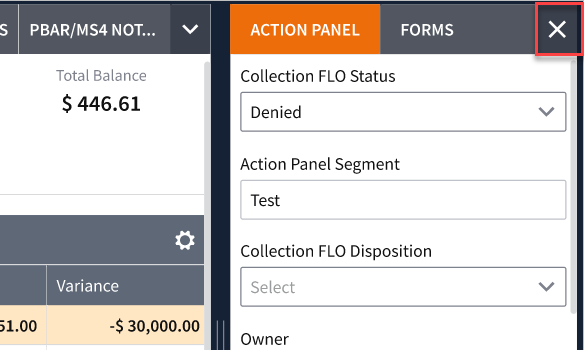 S
PBAR/MS4 NOT...
ACTION PANEL
FORMS
Total Balance
$ 446.61
Collection FLO Status
Denied
Action Panel Segment
Test
Collection FLO Disposition
Select
Variance
51.00
-$ 30,000.00
Owner